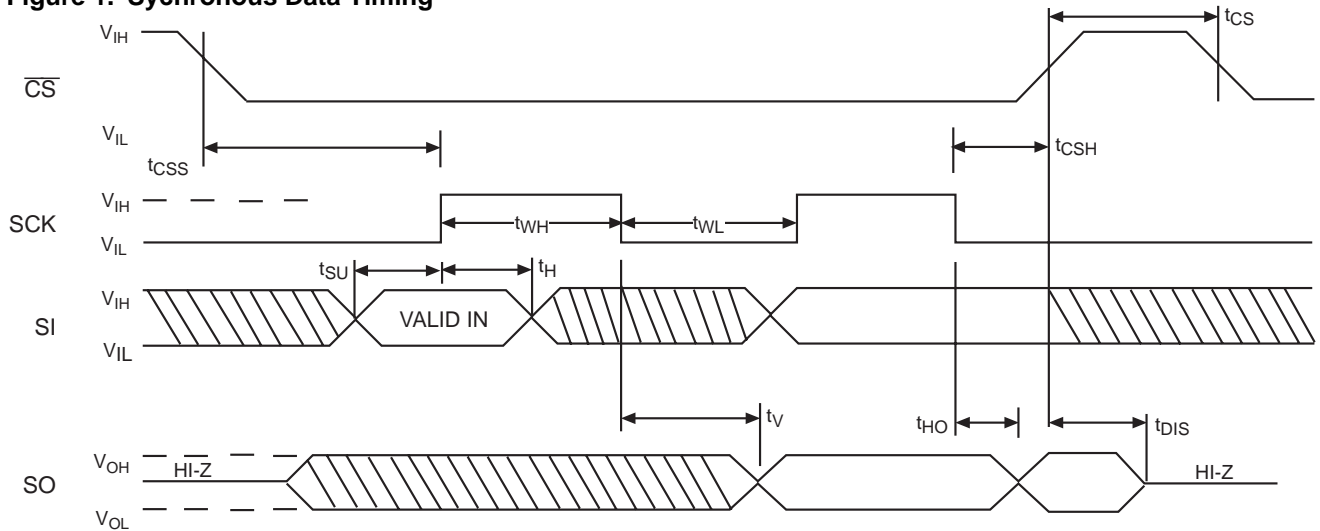 Figure 1. Sychronous Data Timing
tCS
VIH
CS
VIL
tCSS
tCSH
VIH
SCK
VIL
tWH
tWL
tSU
tH
VIH
SI
VALID IN
VIL
tV
tHO
tDIS
VOH
HI-Z
HI-Z
SO
VOL